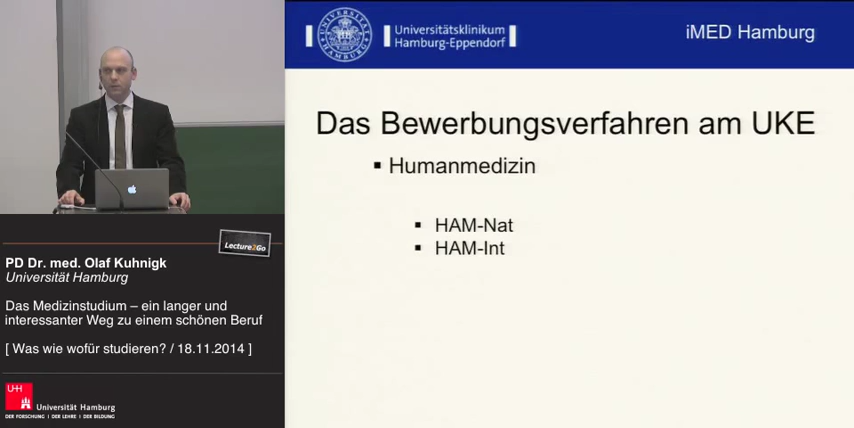 Universitätsklinikum
Hamburg-Eppendorf
iMED Hamburg
Das Bewerbungsverfahren am UKE
▪ Humanmedizin
▪ HAM-Nat
▪ HAM-Int
Lecture2Go
PD Dr. med. Olaf Kuhnigk
Universität Hamburg
Das Medizinstudium – ein langer und
interessanter Weg zu einem schönen Beruf
[ Was wie wofür studieren? / 18.11.2014 ]
UH
Universität Hamburg
DER FORSCHUNG I DER LEHRE I DER BILDUNG